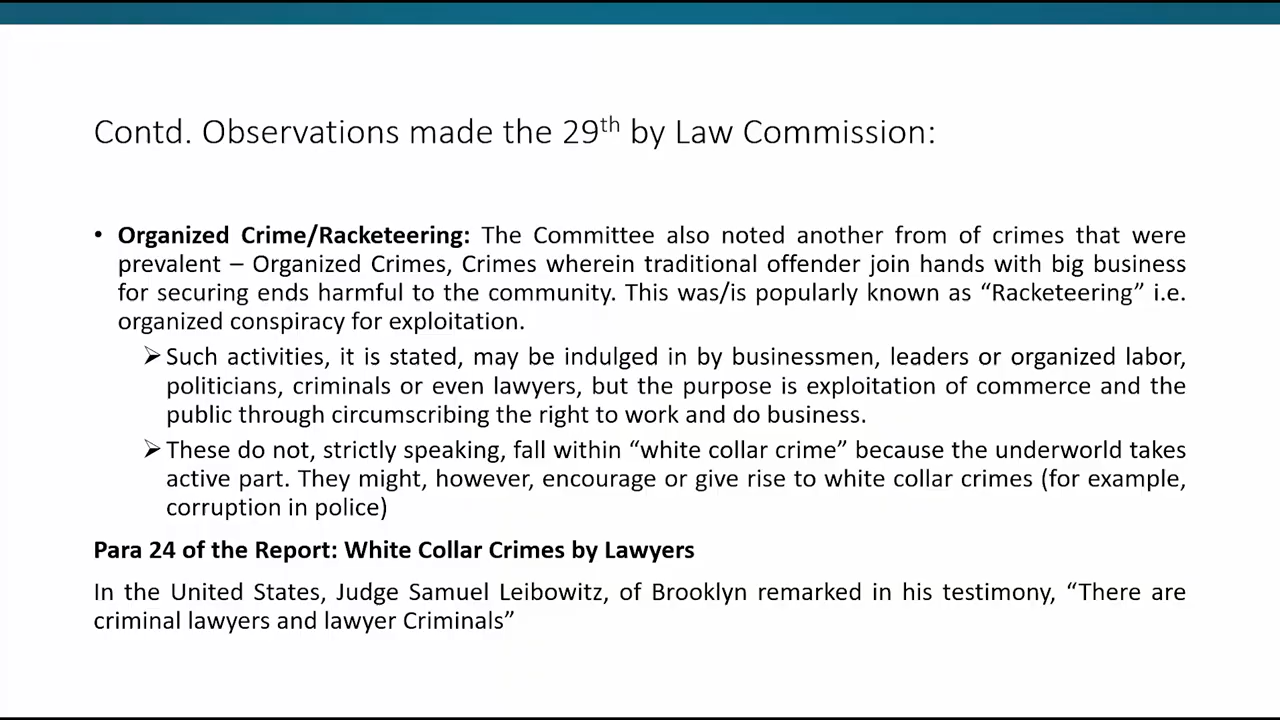 Contd. Observations made the 29th by Law Commission:
• Organized Crime/Racketeering: The Committee also noted another from of crimes that were
prevalent – Organized Crimes, Crimes wherein traditional offender join hands with big business
for securing ends harmful to the community. This was/is popularly known as “Racketeering” i.e.
organized conspiracy for exploitation.
➢Such activities, it is stated, may be indulged in by businessmen, leaders or organized labor,
politicians, criminals or even lawyers, but the purpose is exploitation of commerce and the
public through circumscribing the right to work and do business.
➢These do not, strictly speaking, fall within “white collar crime” because the underworld takes
active part. They might, however, encourage or give rise to white collar crimes (for example,
corruption in police)
Para 24 of the Report: White Collar Crimes by Lawyers
In the United States, Judge Samuel Leibowitz, of Brooklyn remarked in his testimony, “There are
criminal lawyers and lawyer Criminals”